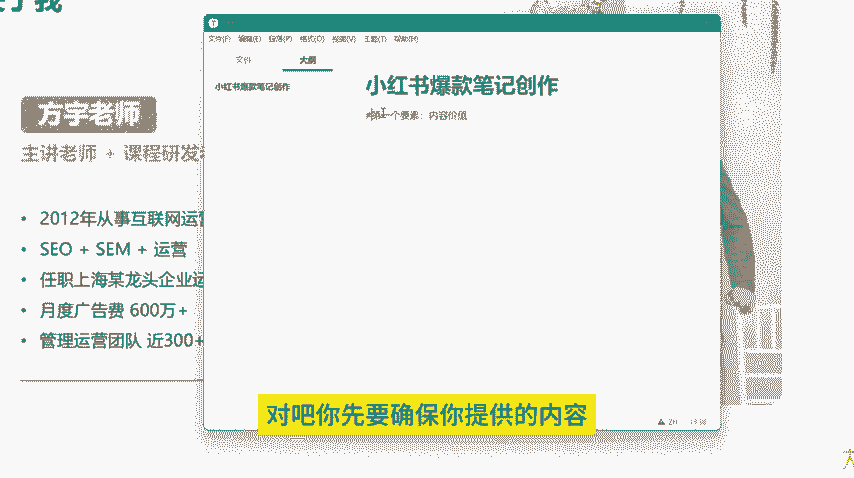 文件(F) 编辑(E) 段落(P) 格式(O) 视图(V) 主题(T) 帮助(H)
文件 大纲
小红书爆款笔记创作
小红书爆款笔记创作
#第一个要素：内容价值
方宇老师
主讲老师 + 课程研发
• 2012年从事互联网运营
• SEO + SEM + 运营
• 任职上海某龙头企业运
• 月度广告费 600万+
• 管理运营团队 近300+
对吧你先要确保你提供的内容